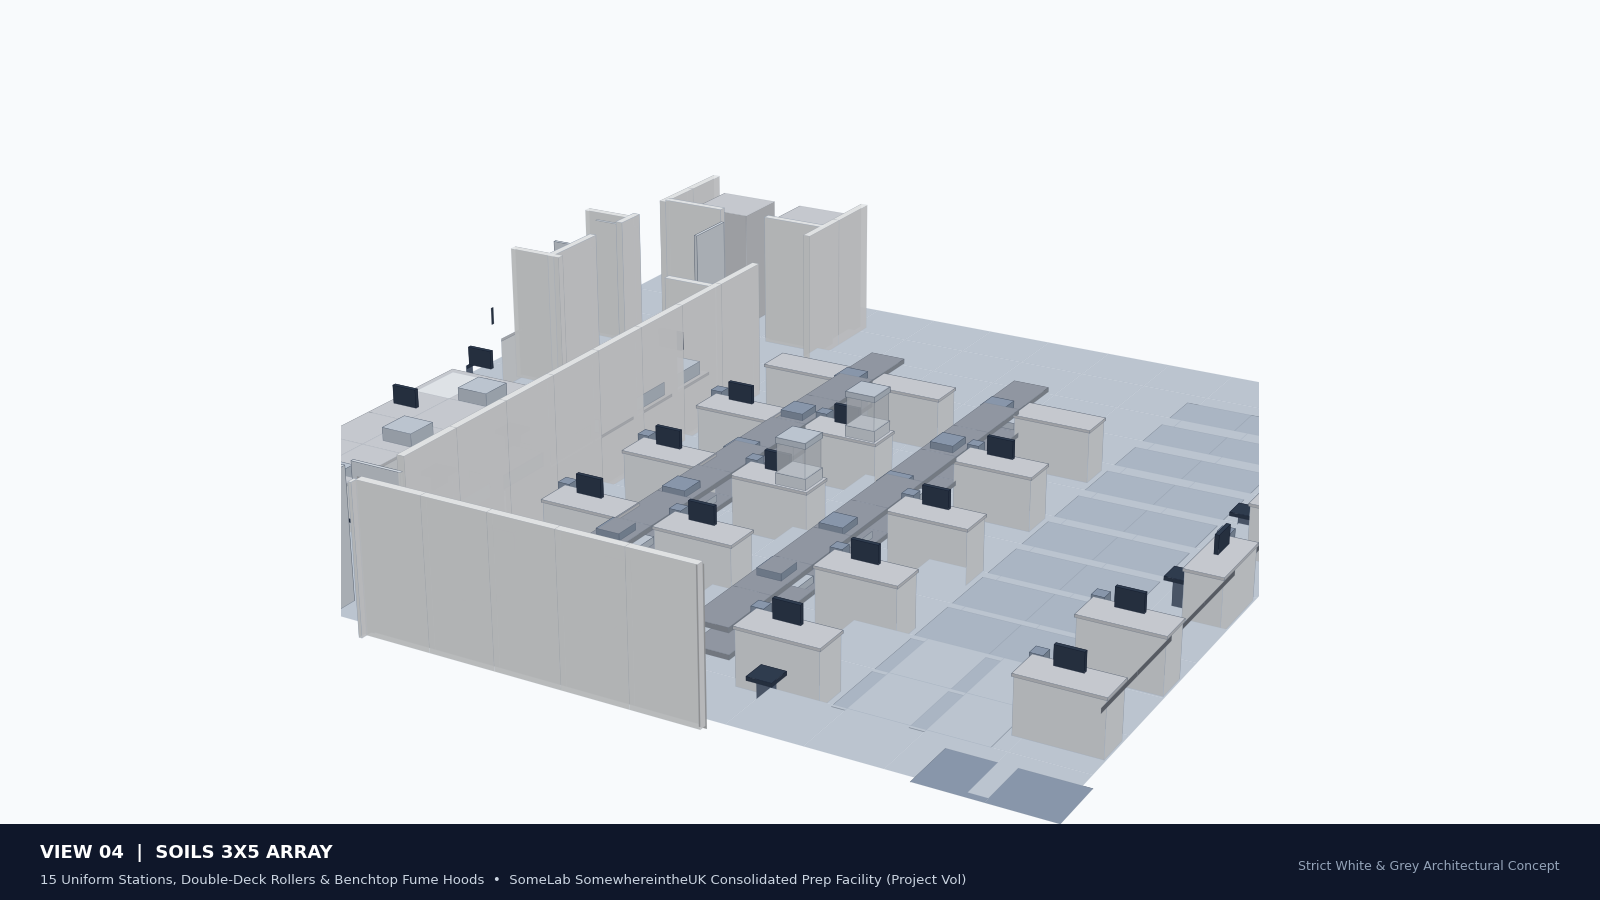 VIEW 04 | SOILS 3X5 ARRAY
15 Uniform Stations, Double-Deck Rollers & Benchtop Fume Hoods • SomeLab SomewhereintheUK Consolidated Prep Facility (Project Vol)
Strict White & Grey Architectural Concept